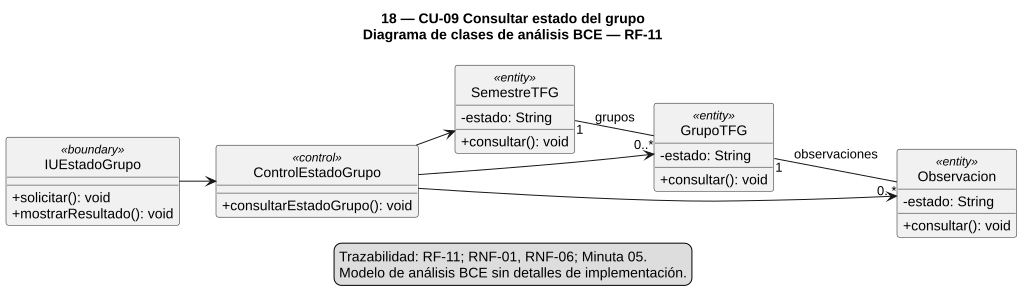 18 — CU-09 Consultar estado del grupo
Diagrama de clases de análisis BCE — RF-11
«entity»
SemestreTFG
-estado: String
+consultar(): void
grupos
1
0..*
«entity»
GrupoTFG
-estado: String
+consultar(): void
observaciones
1
0..*
«entity»
Observacion
-estado: String
+consultar(): void
«boundary»
IUEstadoGrupo
+solicitar(): void
+mostrarResultado(): void
«control»
ControlEstadoGrupo
+consultarEstadoGrupo(): void
Trazabilidad: RF-11; RNF-01, RNF-06; Minuta 05.
Modelo de análisis BCE sin detalles de implementación.